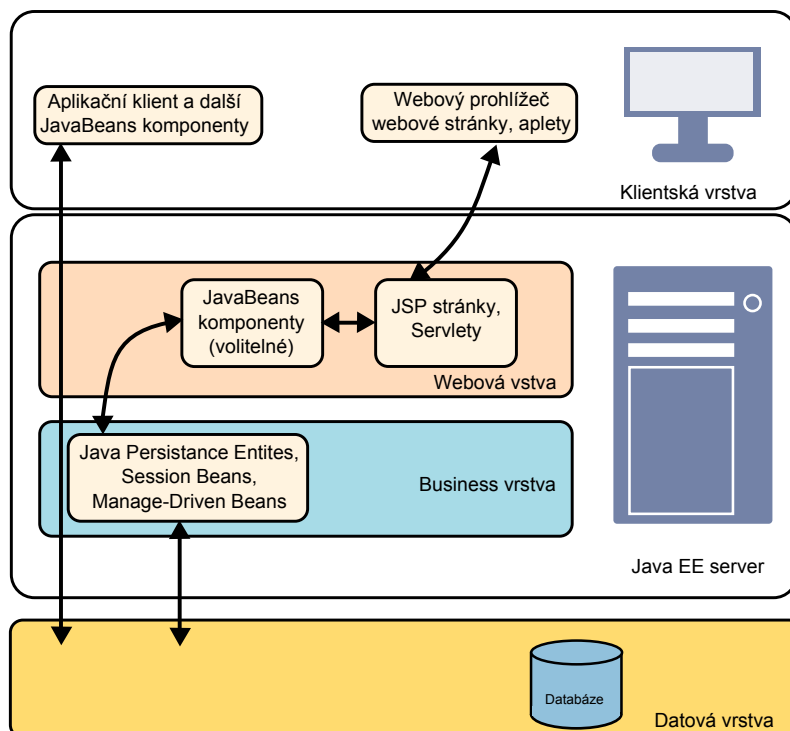 Aplikační klient a další
JavaBeans komponenty
Webový prohlížeč
webové stránky, aplety
Klientská vrstva
JavaBeans
komponenty
(volitelné)
JSP stránky,
Servlety
Webová vstva
Java Persistance Entites,
Session Beans,
Manage-Driven Beans
Business vrstva
Java EE server
Databáze
Datová vrstva